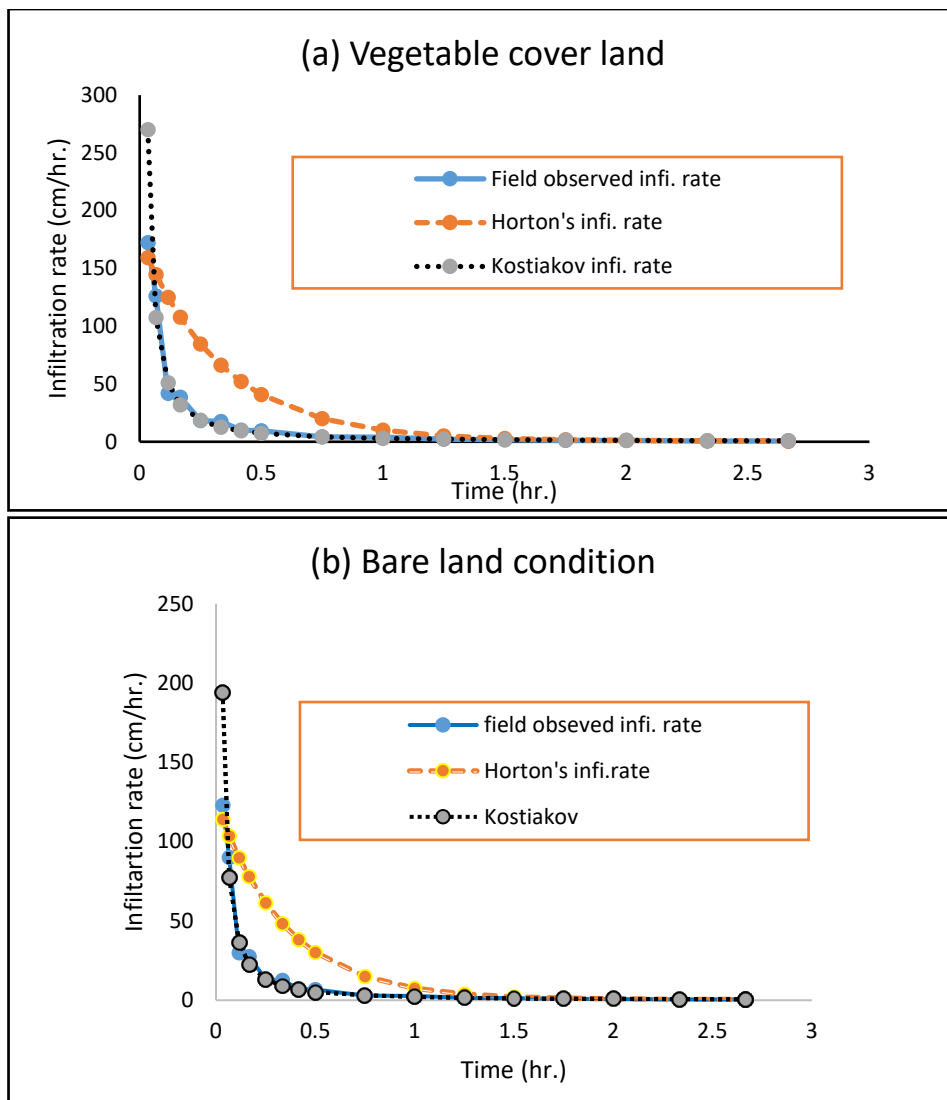 (a) Vegetable cover land
300
250
200
150
100
50
0
Infiltration rate (cm/hr.)
Field observed infi. rate
Horton's infi. rate
Kostiakov infi. rate
0 0.5 1 1.5 2 2.5 3
Time (hr.)
(b) Bare land condition
250
200
150
100
50
0
Infiltartion rate (cm/hr.)
field obseved infi. rate
Horton's infi.rate
Kostiakov
0 0.5 1 1.5 2 2.5 3
Time (hr.)